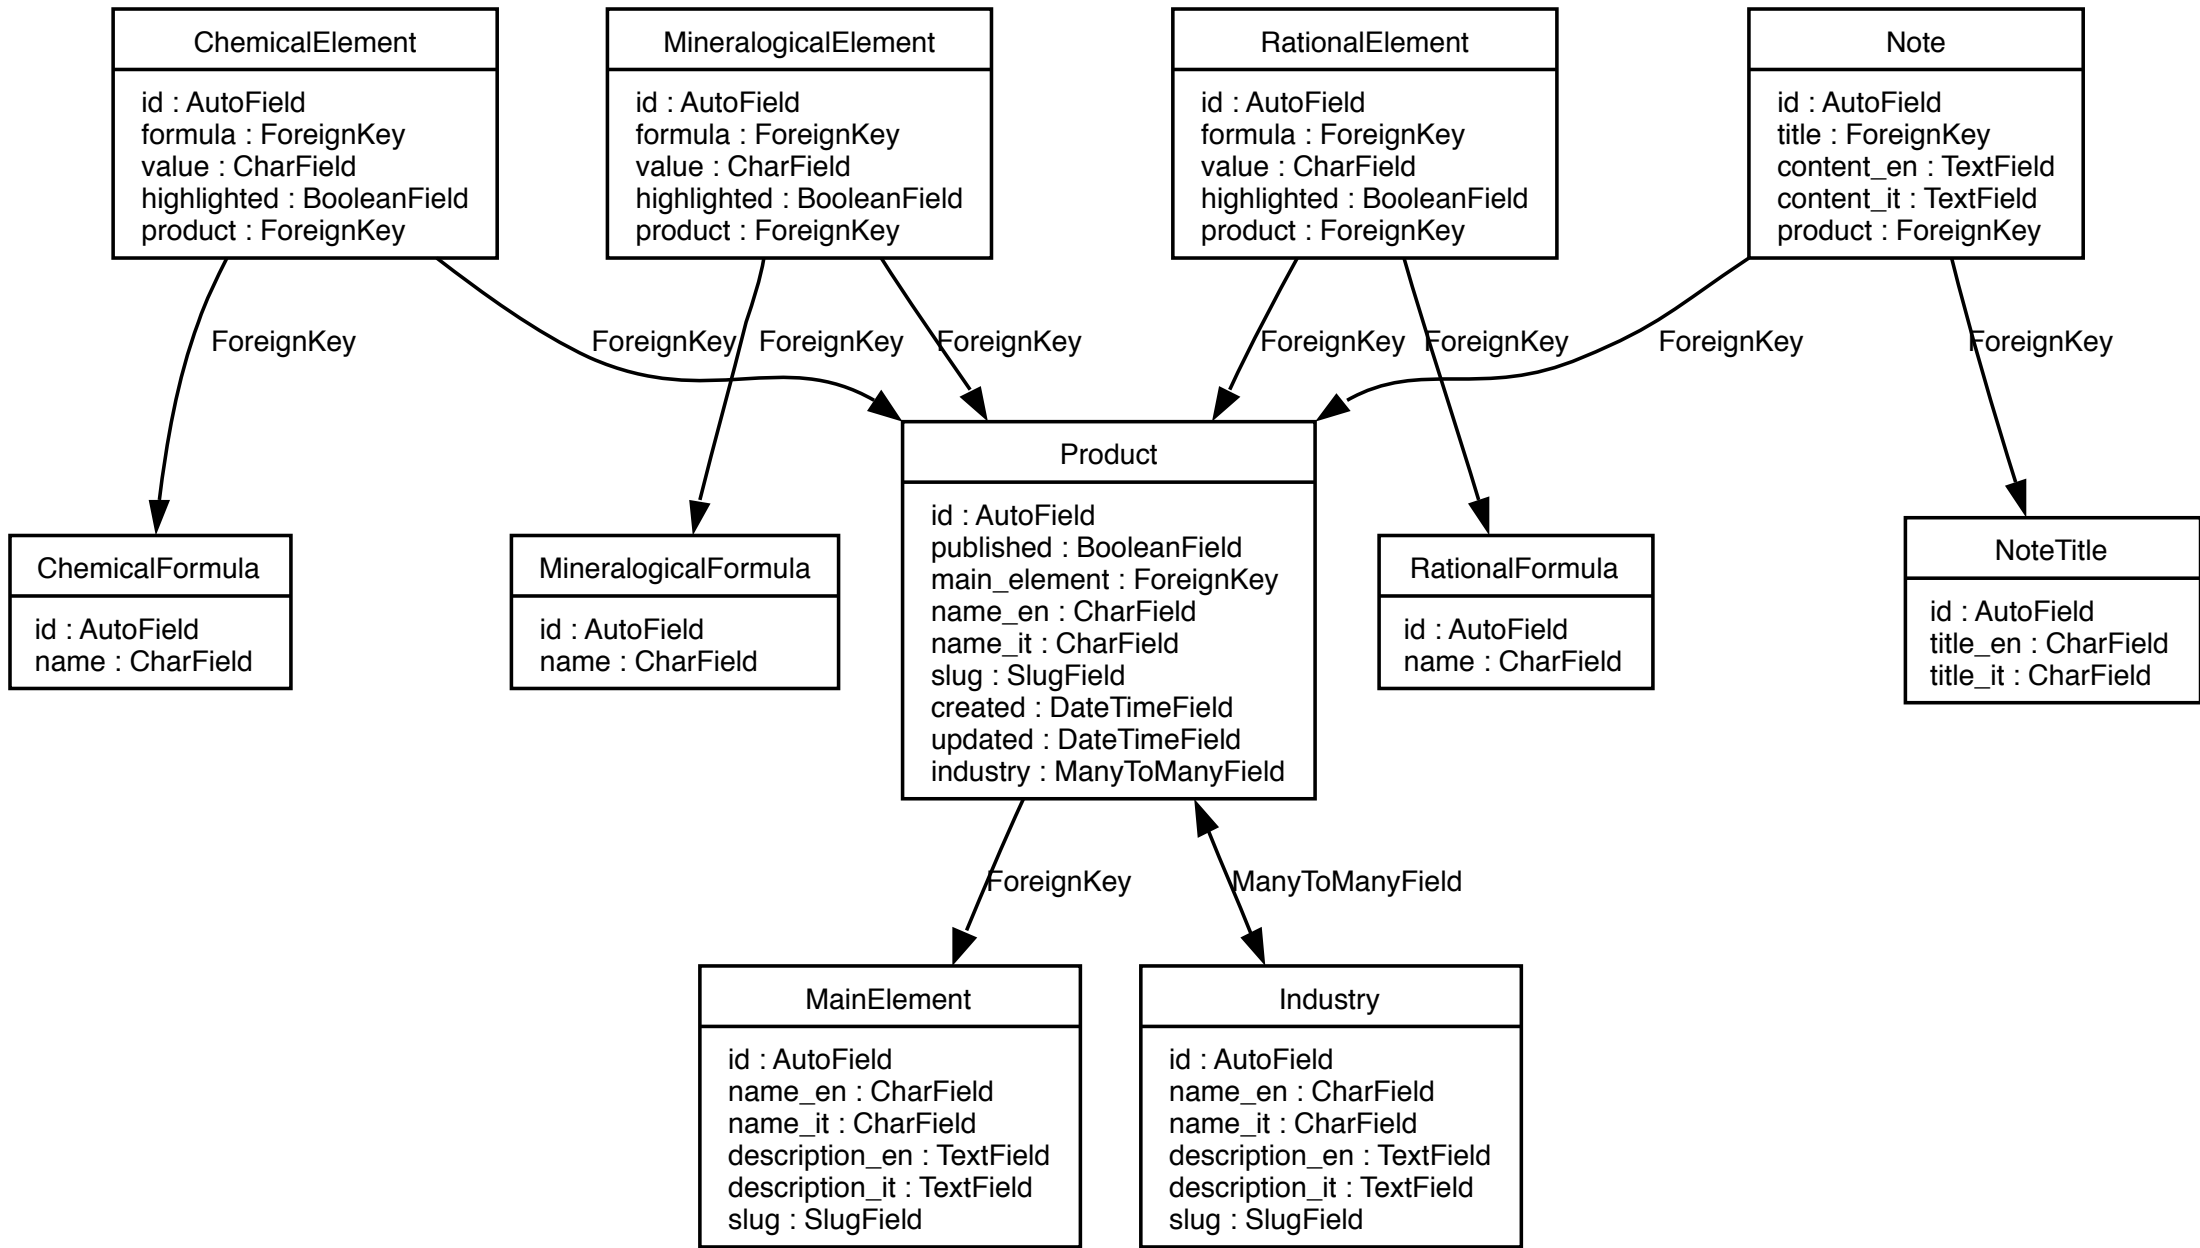 ChemicalElement
id : AutoField
formula : ForeignKey
value : CharField
highlighted : BooleanField
product : ForeignKey
MineralogicalElement
id : AutoField
formula : ForeignKey
value : CharField
highlighted : BooleanField
product : ForeignKey
RationalElement
id : AutoField
formula : ForeignKey
value : CharField
highlighted : BooleanField
product : ForeignKey
Note
id : AutoField
title : ForeignKey
content_en : TextField
content_it : TextField
product : ForeignKey
ForeignKey
ForeignKey
ForeignKey
ForeignKey
ForeignKey
ForeignKey
ForeignKey
ForeignKey
ChemicalFormula
id : AutoField
name : CharField
MineralogicalFormula
id : AutoField
name : CharField
Product
id : AutoField
published : BooleanField
main_element : ForeignKey
name_en : CharField
name_it : CharField
slug : SlugField
created : DateTimeField
updated : DateTimeField
industry : ManyToManyField
RationalFormula
id : AutoField
name : CharField
NoteTitle
id : AutoField
title_en : CharField
title_it : CharField
ForeignKey
ManyToManyField
MainElement
id : AutoField
name_en : CharField
name_it : CharField
description_en : TextField
description_it : TextField
slug : SlugField
Industry
id : AutoField
name_en : CharField
name_it : CharField
description_en : TextField
description_it : TextField
slug : SlugField